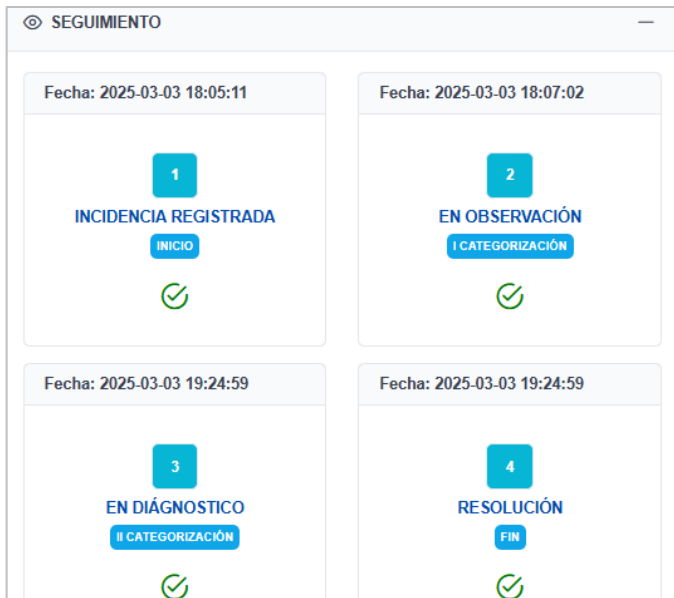 SEGUIMIENTO
Fecha: 2025-03-03 18:05:11
1
INCIDENCIA REGISTRADA
INICIO
Fecha: 2025-03-03 18:07:02
2
EN OBSERVACIÓN
I CATEGORIZACIÓN
Fecha: 2025-03-03 19:24:59
3
EN DIÁGNOSTICO
II CATEGORIZACIÓN
Fecha: 2025-03-03 19:24:59
4
RESOLUCIÓN
FIN